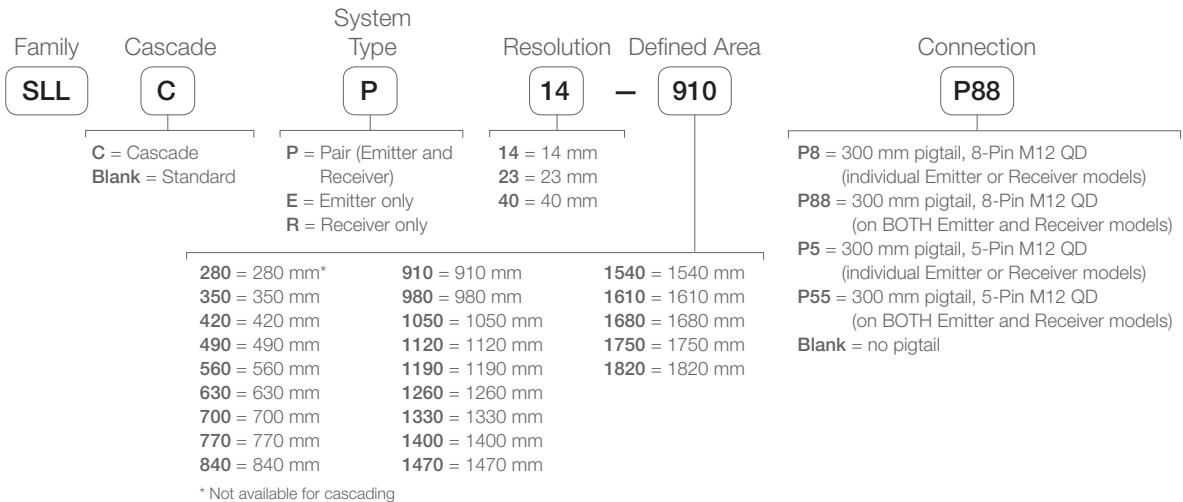 System
Family Cascade Type Resolution Defined Area Connection
SLL C P 14 – 910 P88
C = Cascade
Blank = Standard
P = Pair (Emitter and
Receiver)
E = Emitter only
R = Receiver only
14 = 14 mm
23 = 23 mm
40 = 40 mm
280 = 280 mm*
350 = 350 mm
420 = 420 mm
490 = 490 mm
560 = 560 mm
630 = 630 mm
700 = 700 mm
770 = 770 mm
840 = 840 mm
910 = 910 mm
980 = 980 mm
1050 = 1050 mm
1120 = 1120 mm
1190 = 1190 mm
1260 = 1260 mm
1330 = 1330 mm
1400 = 1400 mm
1470 = 1470 mm
1540 = 1540 mm
1610 = 1610 mm
1680 = 1680 mm
1750 = 1750 mm
1820 = 1820 mm
* Not available for cascading
P8 = 300 mm pigtail, 8-Pin M12 QD
(individual Emitter or Receiver models)
P88 = 300 mm pigtail, 8-Pin M12 QD
(on BOTH Emitter and Receiver models)
P5 = 300 mm pigtail, 5-Pin M12 QD
(individual Emitter or Receiver models)
P55 = 300 mm pigtail, 5-Pin M12 QD
(on BOTH Emitter and Receiver models)
Blank = no pigtail